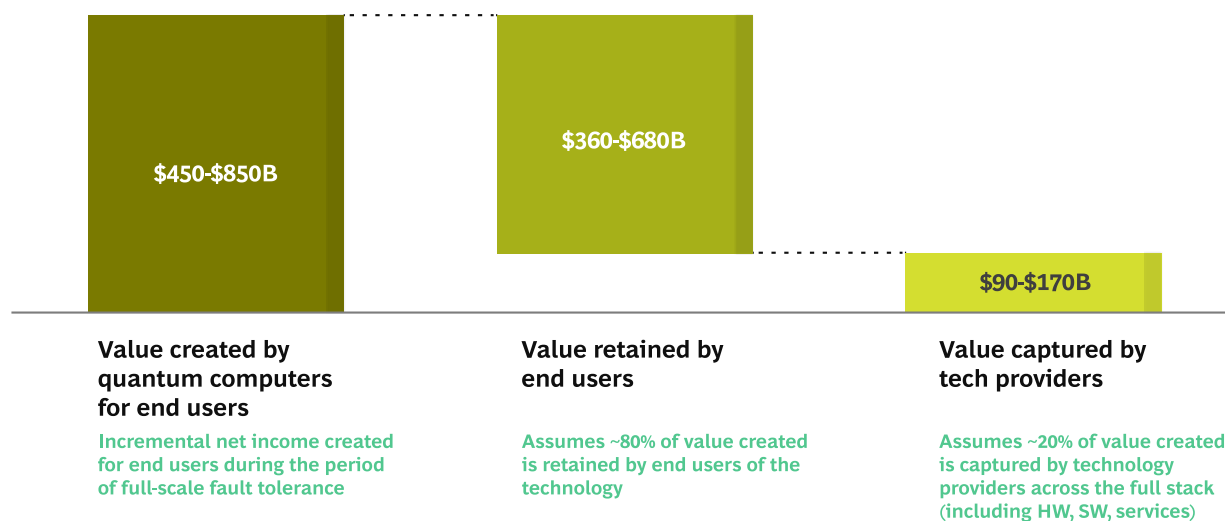 $450-$850B
$360-$680B
$90-$170B
Value created by
quantum computers
for end users
Incremental net income created
for end users during the period
of full-scale fault tolerance
Value retained by
end users
Assumes ~80% of value created
is retained by end users of the
technology
Value captured by
tech providers
Assumes ~20% of value created
is captured by technology
providers across the full stack
(including HW, SW, services)